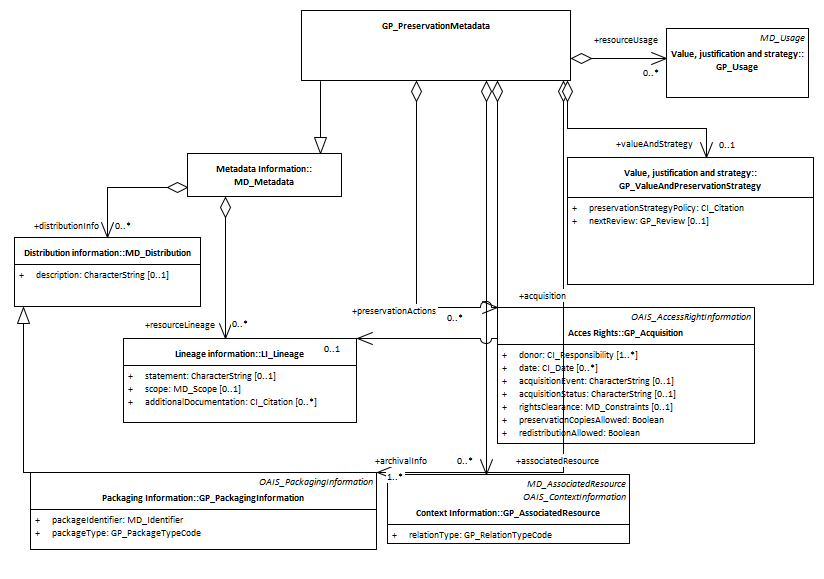 GP_PreservationMetadata
+resourceUsage
0..*
MD_Usage
Value, justification and strategy::
GP_Usage
+valueAndStrategy
0..1
Metadata Information::
MD_Metadata
Value, justification and strategy::
GP_ValueAndPreservationStrategy
+ preservationStrategyPolicy: CI_Citation
+ nextReview: GP_Review [0..1]
+distributionInfo
0..*
Distribution information::MD_Distribution
+ description: CharacterString [0..1]
+acquisition
+preservationActions
0..*
OAIS_AccessRightInformation
Acces Rights::GP_Acquisition
+ donor: CI_Responsibility [1..*]
+ date: CI_Date [0..*]
+ acquisitionEvent: CharacterString [0..1]
+ acquisitionStatus: CharacterString [0..1]
+ rightsClearance: MD_Constraints [0..1]
+ preservationCopiesAllowed: Boolean
+ redistributionAllowed: Boolean
+resourceLineage
0..*
0..1
Lineage information::LI_Lineage
+ statement: CharacterString [0..1]
+ scope: MD_Scope [0..1]
+ additionalDocumentation: CI_Citation [0..*]
+archivalInfo
1..*
0..*
+associatedResource
OAIS_PackagingInformation
Packaging Information::GP_PackagingInformation
+ packageIdentifier: MD_Identifier
+ packageType: GP_PackageTypeCode
MD_AssociatedResource
OAIS_ContextInformation
Context Information::GP_AssociatedResource
+ relationType: GP_RelationTypeCode